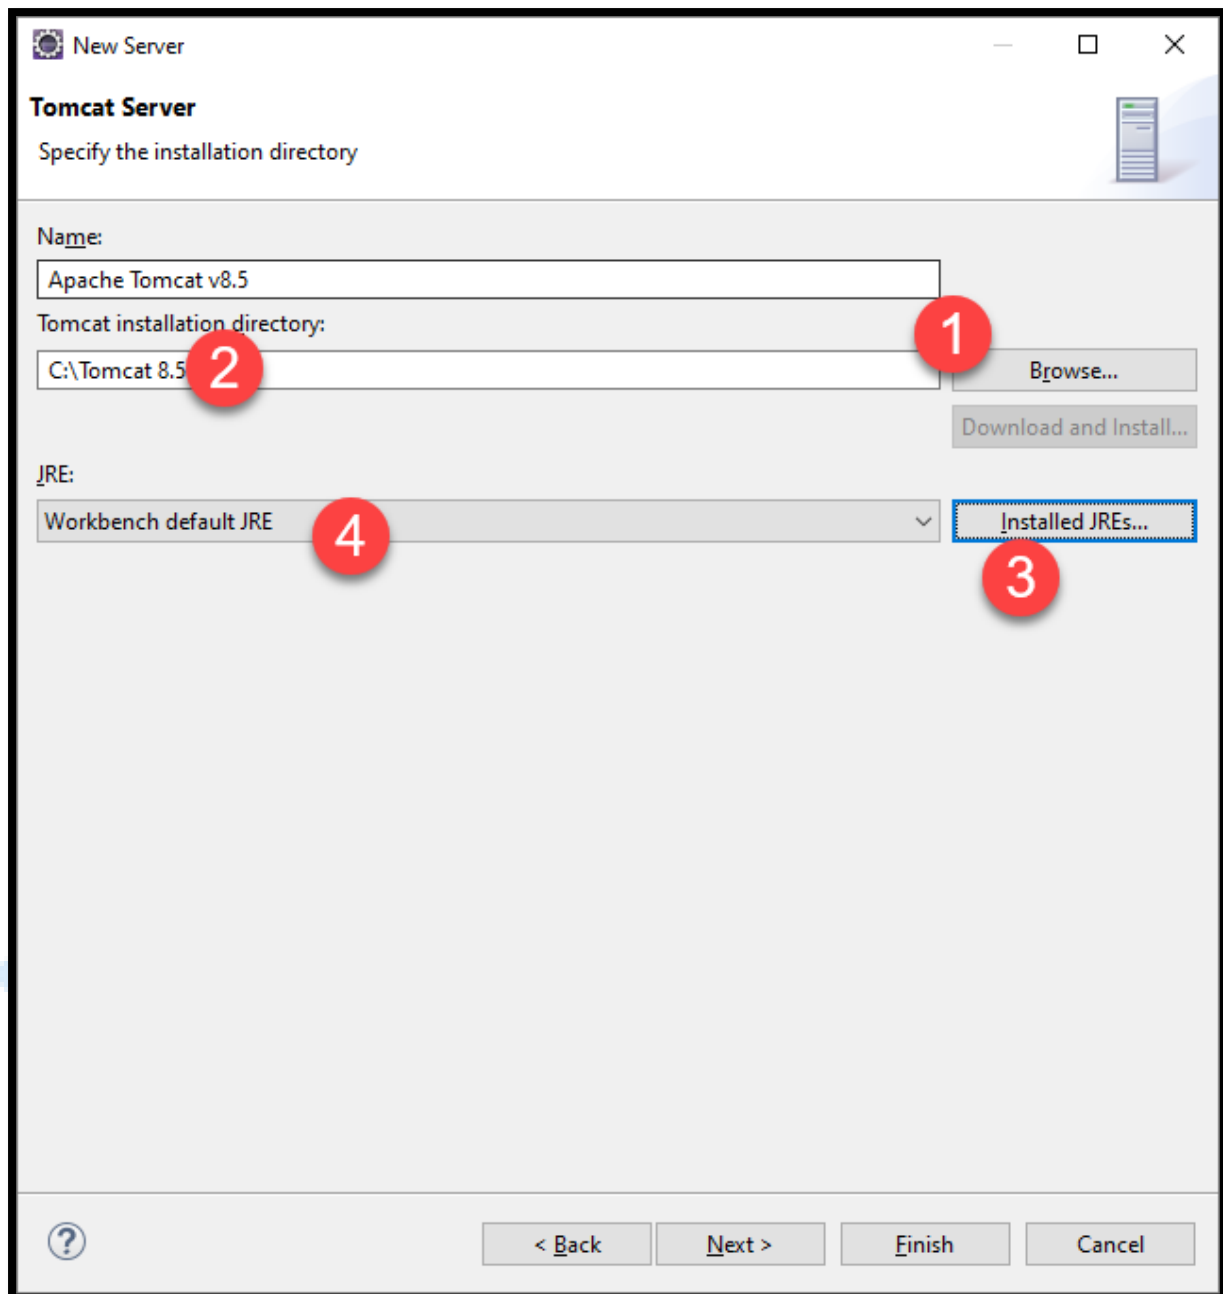 New Server
Tomcat Server
Specify the installation directory
Name:
Apache Tomcat v8.5
Tomcat installation directory:
1
C:\Tomcat 8.5
2
Browse...
Download and Install...
JRE:
Workbench default JRE
4
Installed JREs...
3
?
< Back
Next >
Finish
Cancel